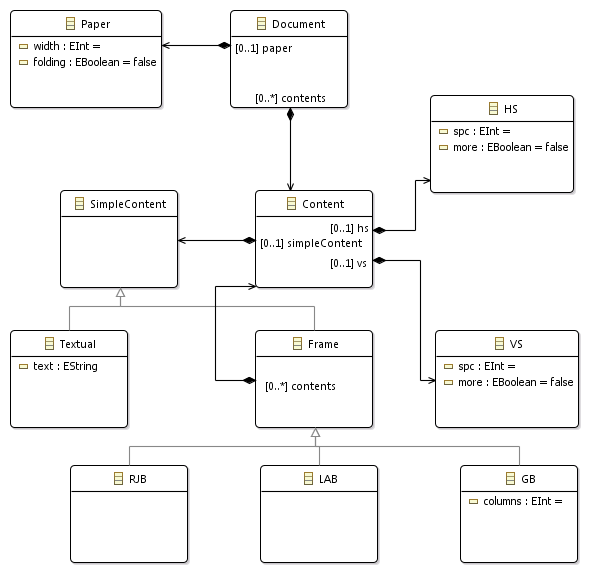 Paper
width : EInt =
folding : EBoolean = false
Document
[0..1] paper
[0..*] contents
HS
spc : EInt =
more : EBoolean = false
SimpleContent
Content
[0..1] hs
[0..1] simpleContent
[0..1] vs
Textual
text : EString
Frame
[0..*] contents
VS
spc : EInt =
more : EBoolean = false
RJB
LAB
GB
columns : EInt =